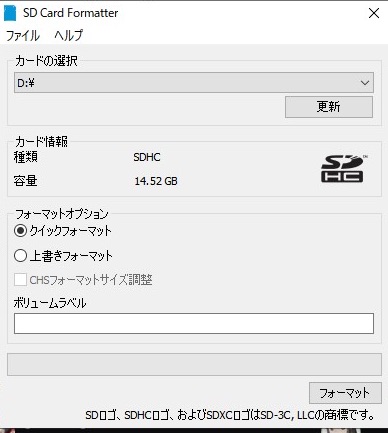 SD Card Formatter
ファイル ヘルプ
カードの選択
D:¥
更新
カード情報
種類 SDHC
容量 14.52 GB
SD HC
フォーマットオプション
クイックフォーマット
上書きフォーマット
CHSフォーマットサイズ調整
ボリュームラベル
フォーマット
SDロゴ、SDHCロゴ、およびSDXCロゴはSD-3C, LLCの商標です。